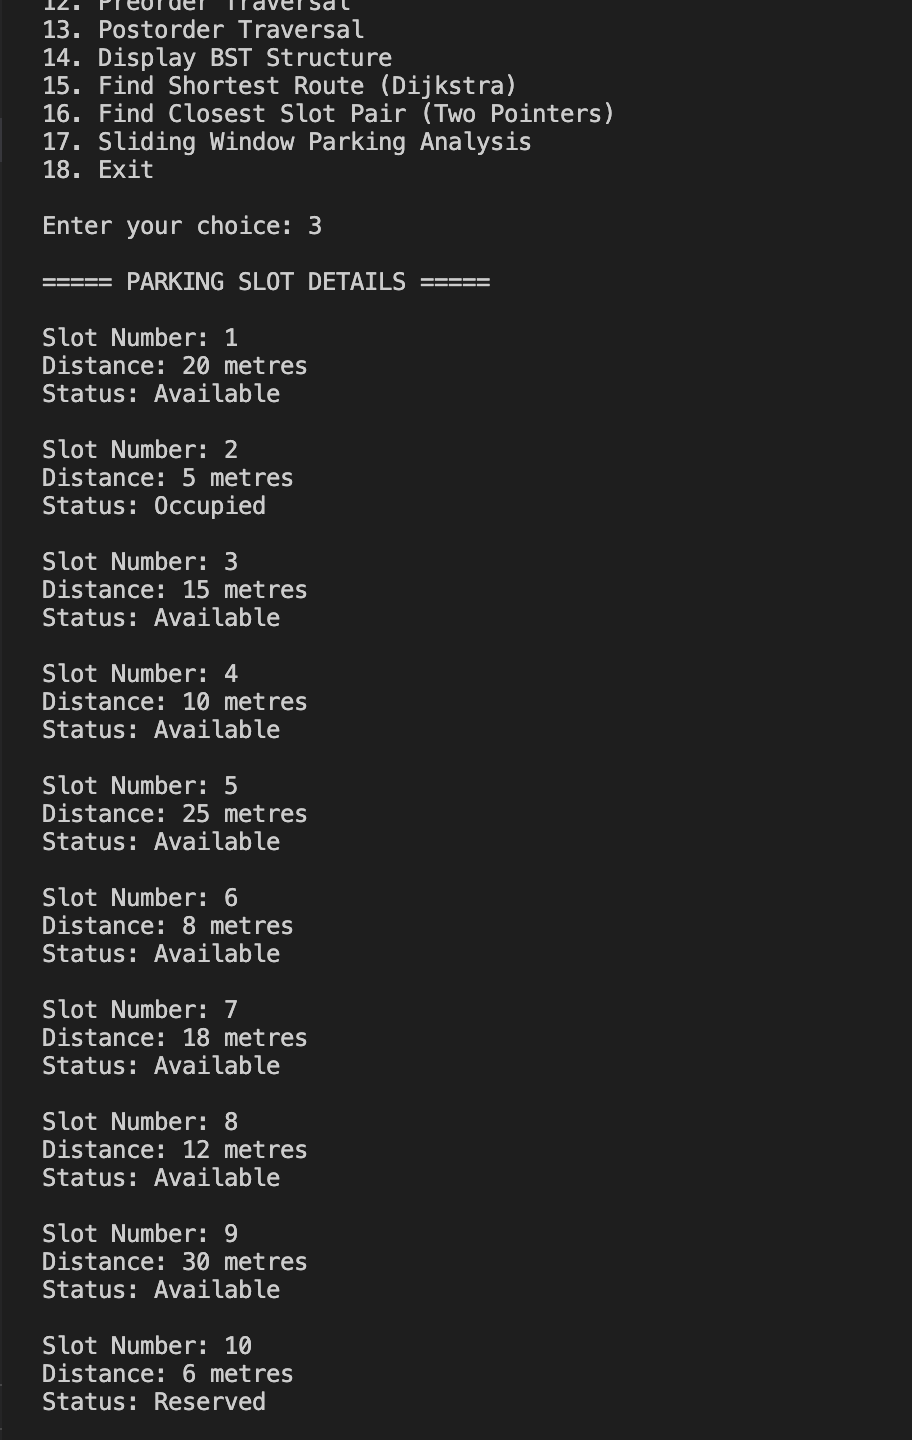 12. Preorder Traversal
13. Postorder Traversal
14. Display BST Structure
15. Find Shortest Route (Dijkstra)
16. Find Closest Slot Pair (Two Pointers)
17. Sliding Window Parking Analysis
18. Exit
Enter your choice: 3
===== PARKING SLOT DETAILS =====
Slot Number: 1
Distance: 20 metres
Status: Available
Slot Number: 2
Distance: 5 metres
Status: Occupied
Slot Number: 3
Distance: 15 metres
Status: Available
Slot Number: 4
Distance: 10 metres
Status: Available
Slot Number: 5
Distance: 25 metres
Status: Available
Slot Number: 6
Distance: 8 metres
Status: Available
Slot Number: 7
Distance: 18 metres
Status: Available
Slot Number: 8
Distance: 12 metres
Status: Available
Slot Number: 9
Distance: 30 metres
Status: Available
Slot Number: 10
Distance: 6 metres
Status: Reserved